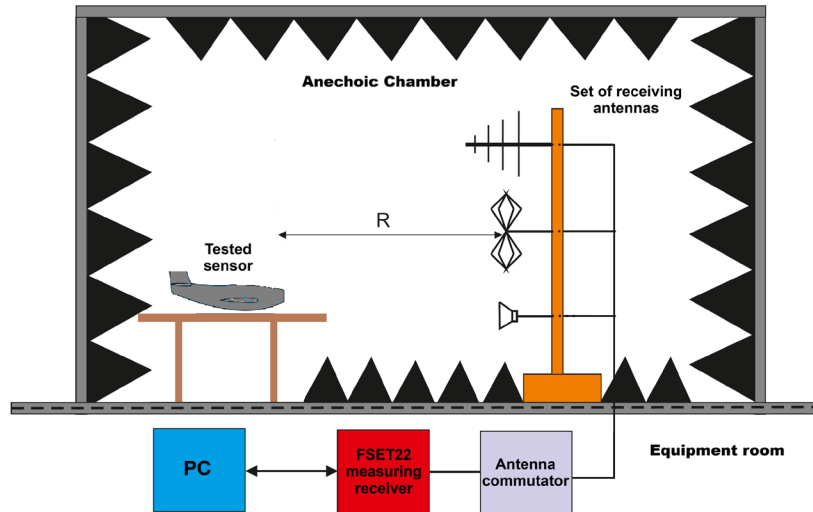 Anechoic Chamber
Set of receiving
antennas
R
Tested
sensor
Equipment room
PC
FSET22
measuring
receiver
Antenna
commutator